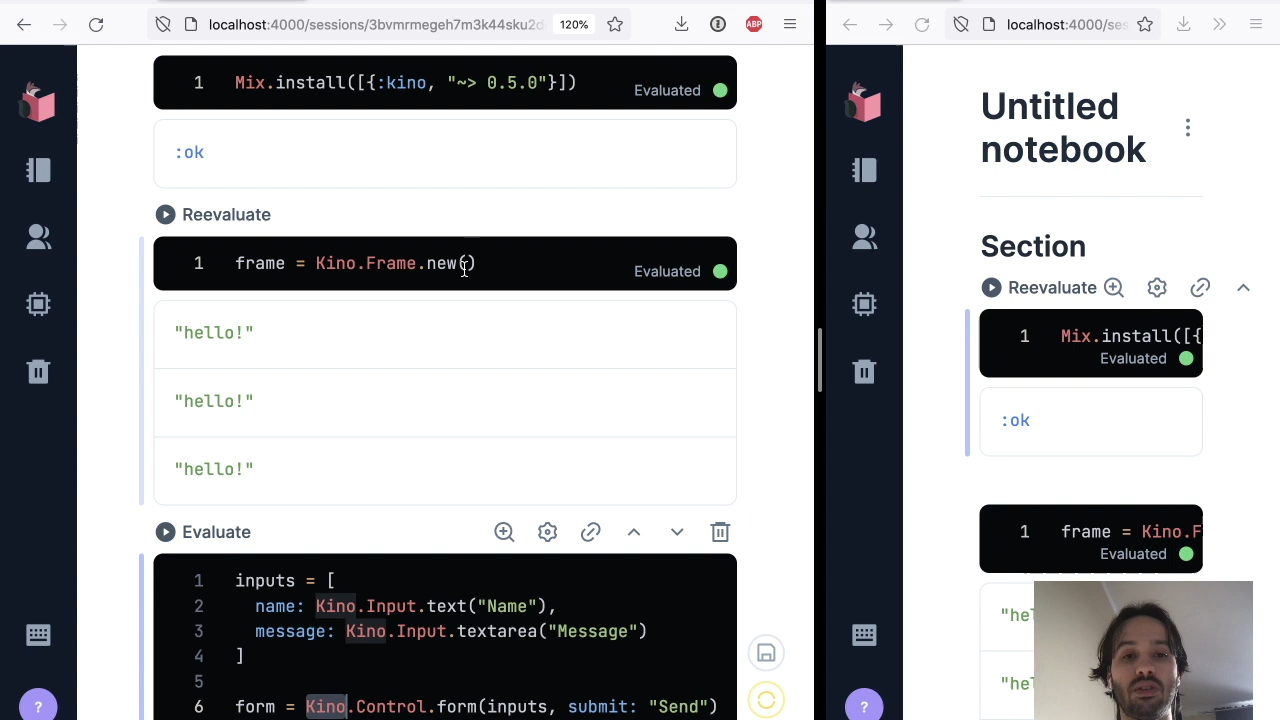 localhost:4000/sessions/3bvmrmegeh7m3k44sku2d
120%
ABP
1 Mix.install([{:kino, "~> 0.5.0"}])
Evaluated
:ok
Reevaluate
1 frame = Kino.Frame.new()
Evaluated
"hello!"
"hello!"
"hello!"
Evaluate
1 inputs = [
2 name: Kino.Input.text("Name"),
3 message: Kino.Input.textarea("Message")
4 ]
5
6 form = Kino.Control.form(inputs, submit: "Send")
?
localhost:4000/ses
Untitled
notebook
Section
Reevaluate
1 Mix.install([{
Evaluated
:ok
1 frame = Kino.F
Evaluated
"hel
"hel
?